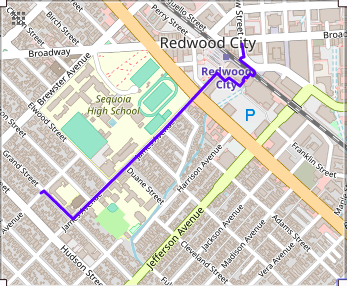 Birch Street
Perry Street
Broadway
Redwood City
Brewster Avenue
Redwood
City
Sequoia
High School
P
Elwood Street
Grand Street
Duane Street
Harrison Avenue
Franklin Street
James Avenue
Avenue
Hudson Street
Jefferson Avenue
Cleveland Street
Jackson Avenue
Madison Avenue
Adams Street
Vera Avenue